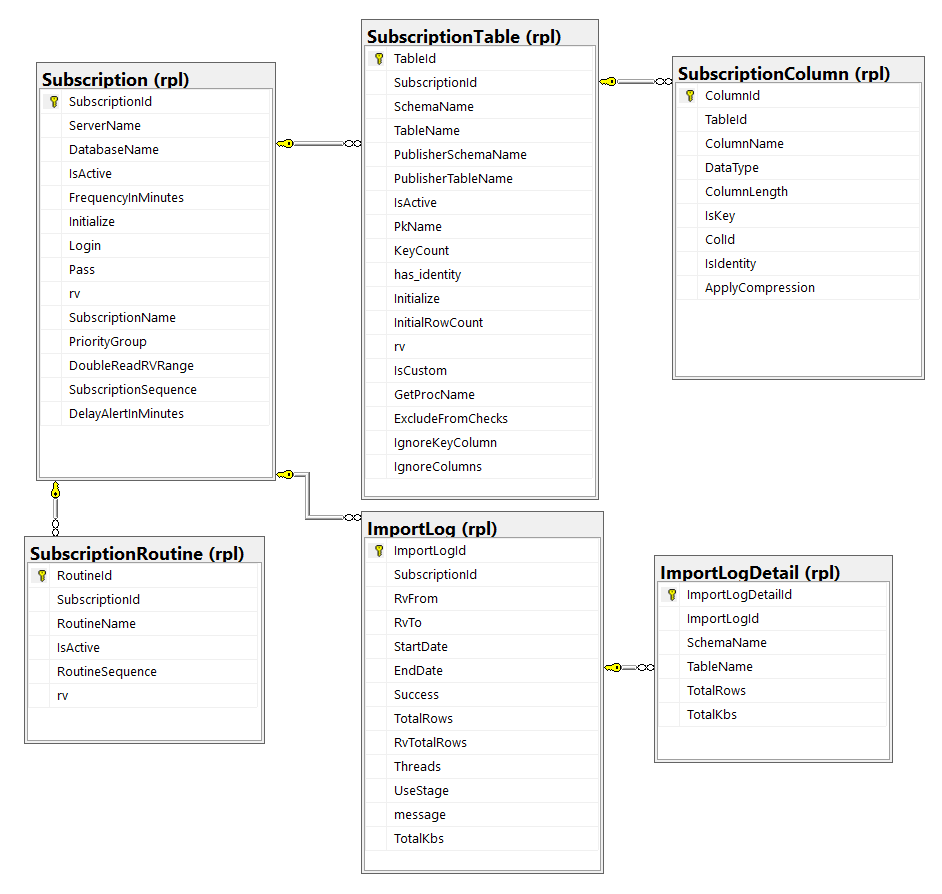 Subscription (rpl)
SubscriptionId
ServerName
DatabaseName
IsActive
FrequencyInMinutes
Initialize
Login
Pass
rv
SubscriptionName
PriorityGroup
DoubleReadRVRange
SubscriptionSequence
DelayAlertInMinutes
SubscriptionTable (rpl)
TableId
SubscriptionId
SchemaName
TableName
PublisherSchemaName
PublisherTableName
IsActive
PkName
KeyCount
has_identity
Initialize
InitialRowCount
rv
IsCustom
GetProcName
ExcludeFromChecks
IgnoreKeyColumn
IgnoreColumns
SubscriptionColumn (rpl)
ColumnId
TableId
ColumnName
DataType
ColumnLength
IsKey
ColId
IsIdentity
ApplyCompression
SubscriptionRoutine (rpl)
RoutineId
SubscriptionId
RoutineName
IsActive
RoutineSequence
rv
ImportLog (rpl)
ImportLogId
SubscriptionId
RvFrom
RvTo
StartDate
EndDate
Success
TotalRows
RvTotalRows
Threads
UseStage
message
TotalKbs
ImportLogDetail (rpl)
ImportLogDetailId
ImportLogId
SchemaName
TableName
TotalRows
TotalKbs